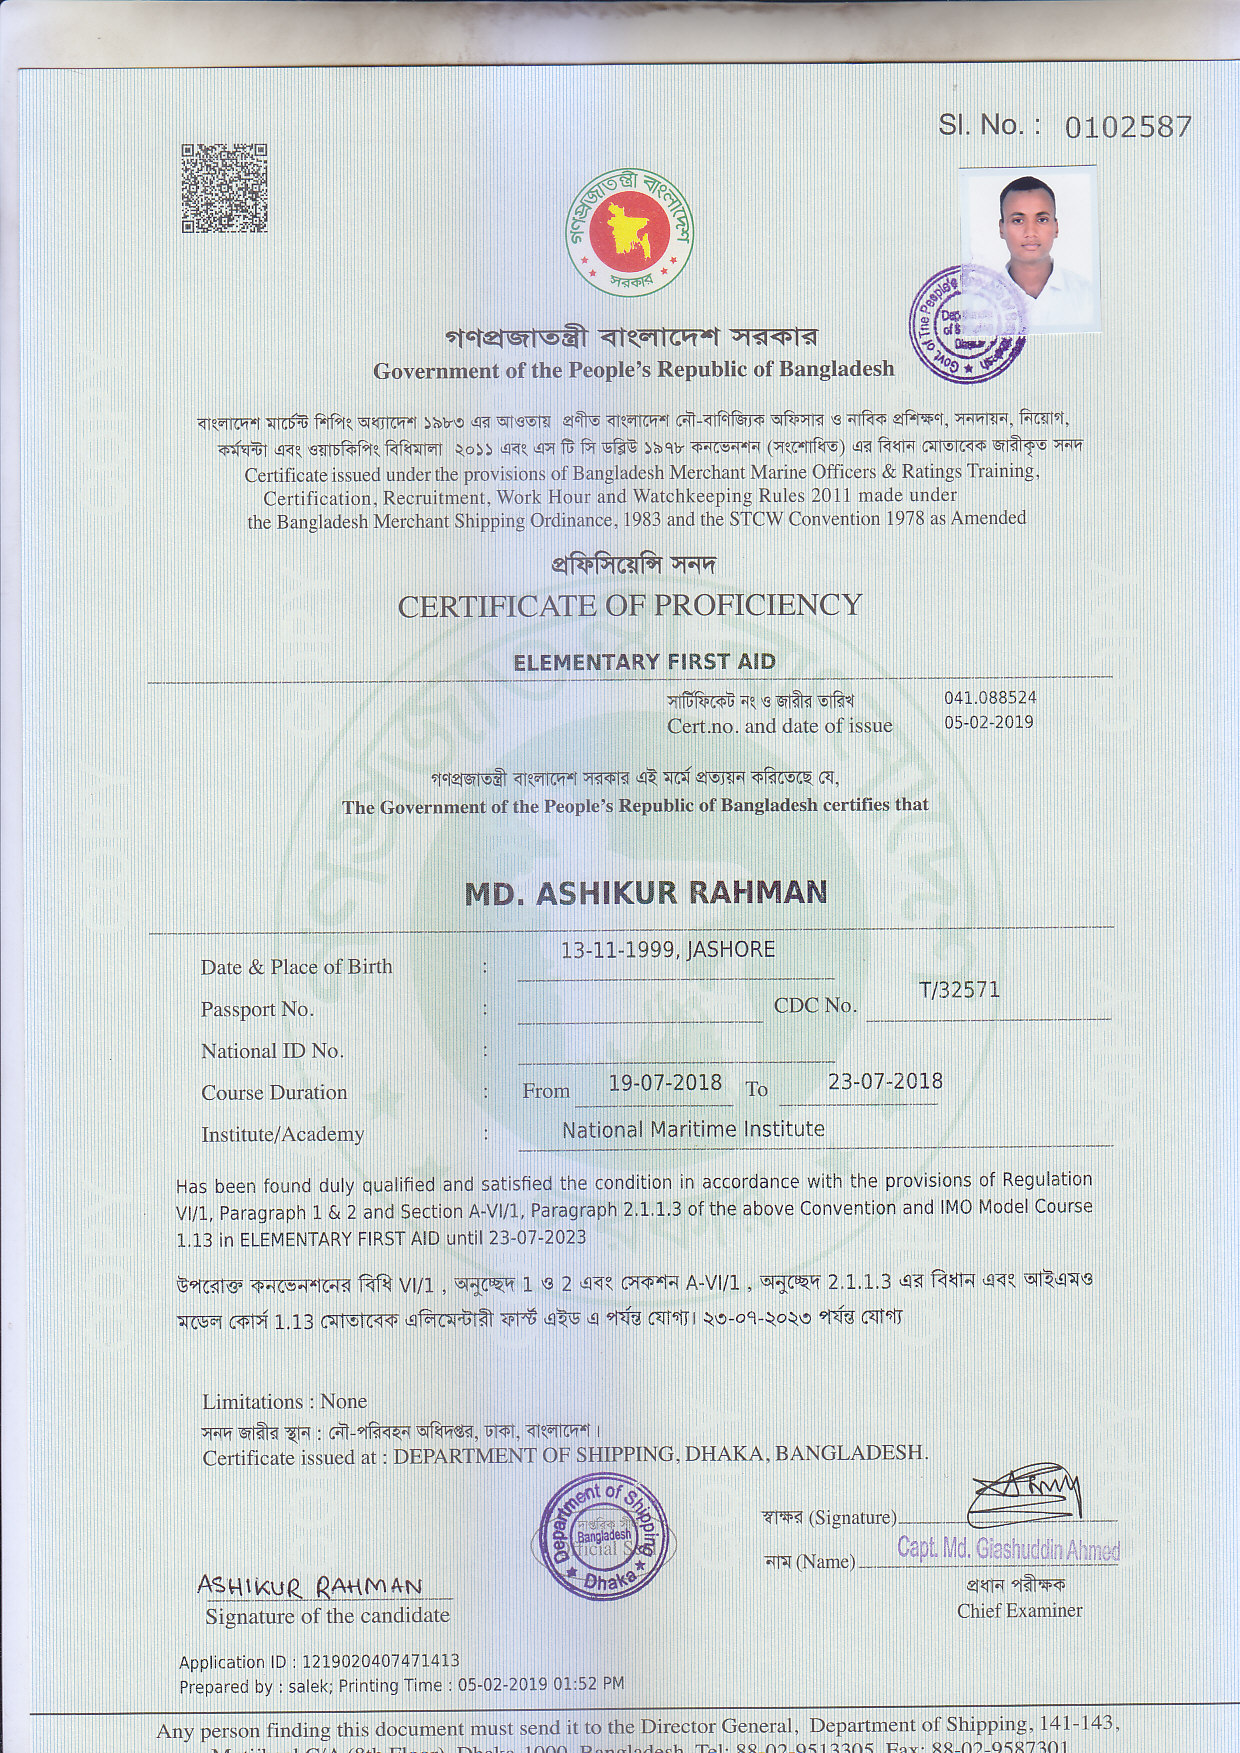 Sl. No. : 0102587
গণপ্রজাতন্ত্রী বাংলাদেশ
সরকার
গণপ্রজাতন্ত্রী বাংলাদেশ সরকার
Government of the People's Republic of Bangladesh
বাংলাদেশ মার্চেন্ট শিপিং অধ্যাদেশ ১৯৮৩ এর আওতায় প্রণীত বাংলাদেশ নৌ-বাণিজ্যিক অফিসার ও নাবিক প্রশিক্ষণ, সনদায়ন, নিয়োগ,
কর্মঘন্টা এবং ওয়াচকিপিং বিধিমালা ২০১১ এবং এস টি সি ডব্লিউ ১৯৭৮ কনভেনশন (সংশোধিত) এর বিধান মোতাবেক জারীকৃত সনদ
Certificate issued under the provisions of Bangladesh Merchant Marine Officers & Ratings Training,
Certification, Recruitment, Work Hour and Watchkeeping Rules 2011 made under
the Bangladesh Merchant Shipping Ordinance, 1983 and the STCW Convention 1978 as Amended
প্রফিসিয়েন্সি সনদ
CERTIFICATE OF PROFICIENCY
ELEMENTARY FIRST AID
সার্টিফিকেট নং ও জারীর তারিখ 041.088524
Cert.no. and date of issue 05-02-2019
গণপ্রজাতন্ত্রী বাংলাদেশ সরকার এই মর্মে প্রত্যয়ন করিতেছে যে,
The Government of the People's Republic of Bangladesh certifies that
MD. ASHIKUR RAHMAN
Date & Place of Birth : 13-11-1999, JASHORE
Passport No. : CDC No. T/32571
National ID No. :
Course Duration : From 19-07-2018 To 23-07-2018
Institute/Academy : National Maritime Institute
Has been found duly qualified and satisfied the condition in accordance with the provisions of Regulation
VI/1, Paragraph 1 & 2 and Section A-VI/1, Paragraph 2.1.1.3 of the above Convention and IMO Model Course
1.13 in ELEMENTARY FIRST AID until 23-07-2023
উপরোক্ত কনভেনশনের বিধি VI/1 , অনুচ্ছেদ 1 ও 2 এবং সেকশন A-VI/1 , অনুচ্ছেদ 2.1.1.3 এর বিধান এবং আইএমও
মডেল কোর্স 1.13 মোতাবেক এলিমেন্টারী ফার্স্ট এইড এ পর্যন্ত যোগ্য। ২৩-০৭-২০২৩ পর্যন্ত যোগ্য
Limitations : None
সনদ জারীর স্থান : নৌ-পরিবহন অধিদপ্তর, ঢাকা, বাংলাদেশ।
Certificate issued at : DEPARTMENT OF SHIPPING, DHAKA, BANGLADESH.
Department of Shipping
Bangladesh
Dhaka
স্বাক্ষর (Signature)
নাম (Name) Capt. Md. Giashuddin Ahmed
প্রধান পরীক্ষক
Chief Examiner
ASHIKUR RAHMAN
Signature of the candidate
Application ID : 1219020407471413
Prepared by : salek; Printing Time : 05-02-2019 01:52 PM
Any person finding this document must send it to the Director General, Department of Shipping, 141-143,
Dhaka-1000, Bangladesh, Tel: 88-02-9513305, Fax: 88-02-9587301